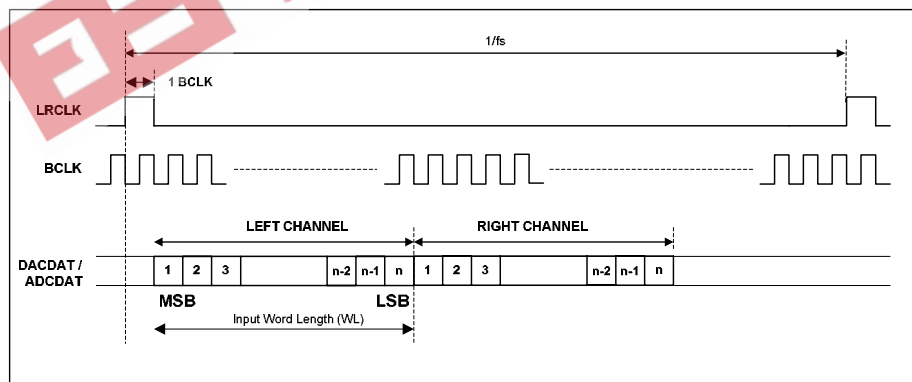 1/fs
1 BCLK
LRCLK
BCLK
LEFT CHANNEL RIGHT CHANNEL
DACDAT /
ADCDAT
1 2 3 n-2 n-1 n 1 2 3 n-2 n-1 n
MSB LSB
Input Word Length (WL)